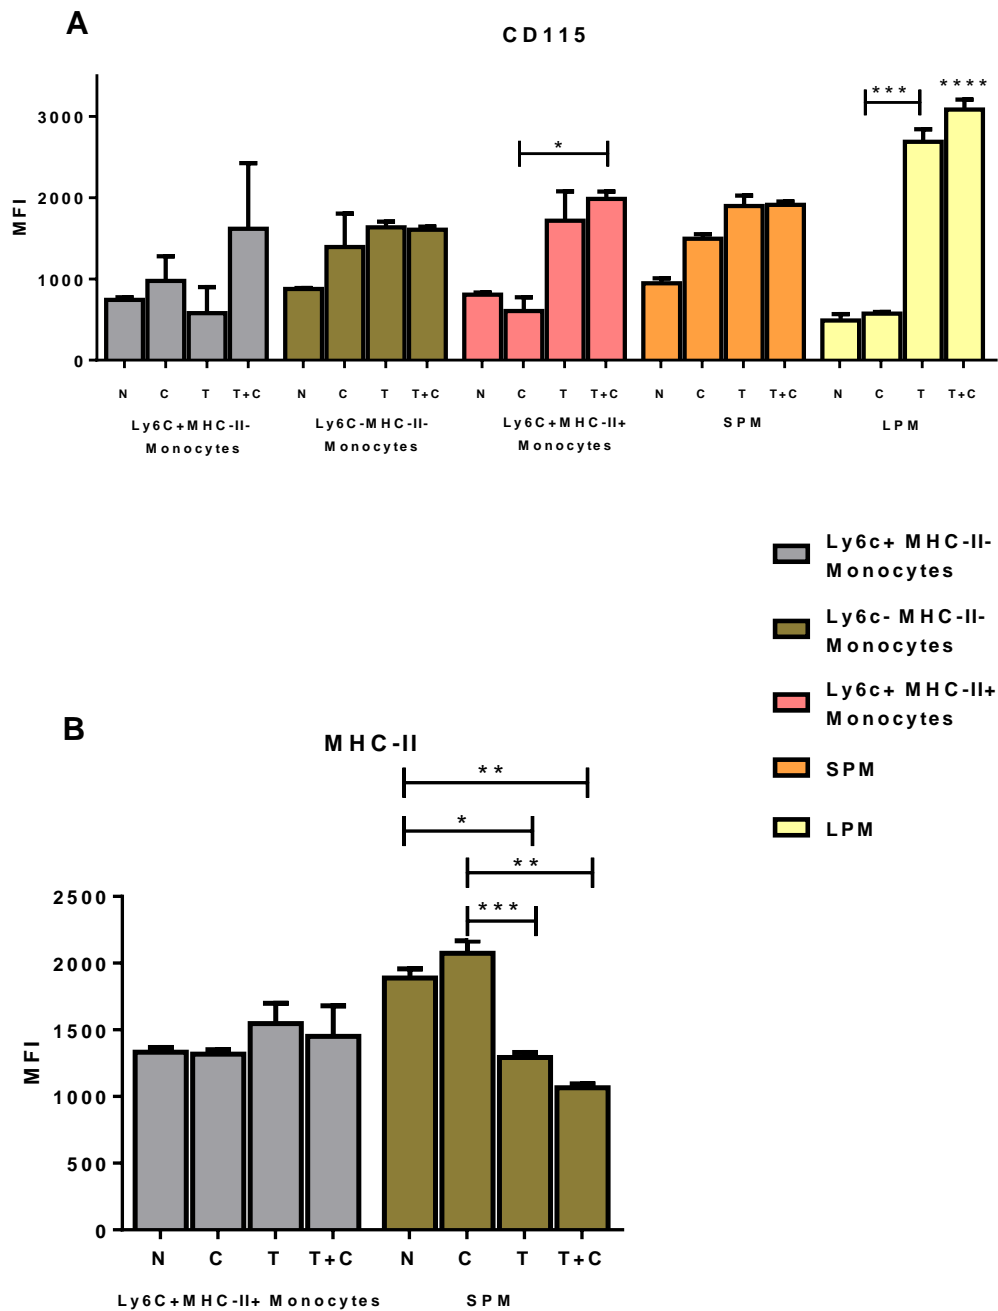 A
CD115
MFI
3000
2000
1000
0
*
***
****
N C T T+C N C T T+C N C T T+C N C T T+C N C T T+C
Ly6C+MHC-II- Ly6C-MHC-II- Ly6C+MHC-II+ SPM LPM
Monocytes Monocytes Monocytes
Ly6c+ MHC-II-
Monocytes
Ly6c- MHC-II-
Monocytes
Ly6c+ MHC-II+
Monocytes
SPM
LPM
B
MHC-II
**
*
**
***
MFI
2500
2000
1500
1000
500
0
N C T T+C N C T T+C
Ly6C+MHC-II+ Monocytes SPM